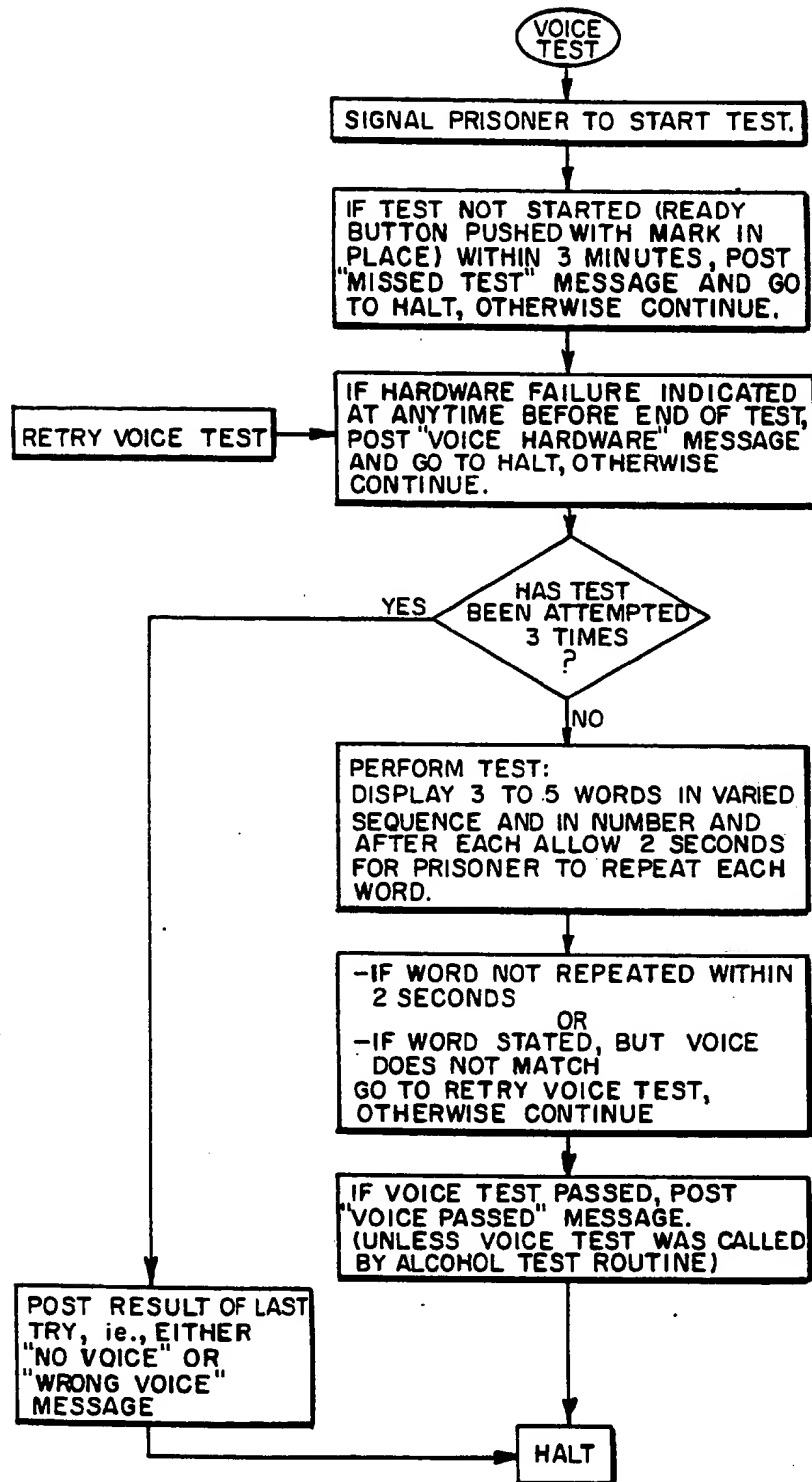 VOICE
TEST
SIGNAL PRISONER TO START TEST.
IF TEST NOT STARTED (READY
BUTTON PUSHED WITH MARK IN
PLACE) WITHIN 3 MINUTES, POST
"MISSED TEST" MESSAGE AND GO
TO HALT, OTHERWISE CONTINUE.
RETRY VOICE TEST
IF HARDWARE FAILURE INDICATED
AT ANYTIME BEFORE END OF TEST,
POST "VOICE HARDWARE" MESSAGE
AND GO TO HALT, OTHERWISE
CONTINUE.
YES
HAS TEST
BEEN ATTEMPTED
3 TIMES
?
NO
PERFORM TEST:
DISPLAY 3 TO 5 WORDS IN VARIED
SEQUENCE AND IN NUMBER AND
AFTER EACH ALLOW 2 SECONDS
FOR PRISONER TO REPEAT EACH
WORD.
-IF WORD NOT REPEATED WITHIN
2 SECONDS
OR
-IF WORD STATED, BUT VOICE
DOES NOT MATCH
GO TO RETRY VOICE TEST,
OTHERWISE CONTINUE
IF VOICE TEST PASSED, POST
"VOICE PASSED" MESSAGE.
(UNLESS VOICE TEST WAS CALLED
BY ALCOHOL TEST ROUTINE)
POST RESULT OF LAST
TRY, ie., EITHER
"NO VOICE" OR
"WRONG VOICE"
MESSAGE
HALT